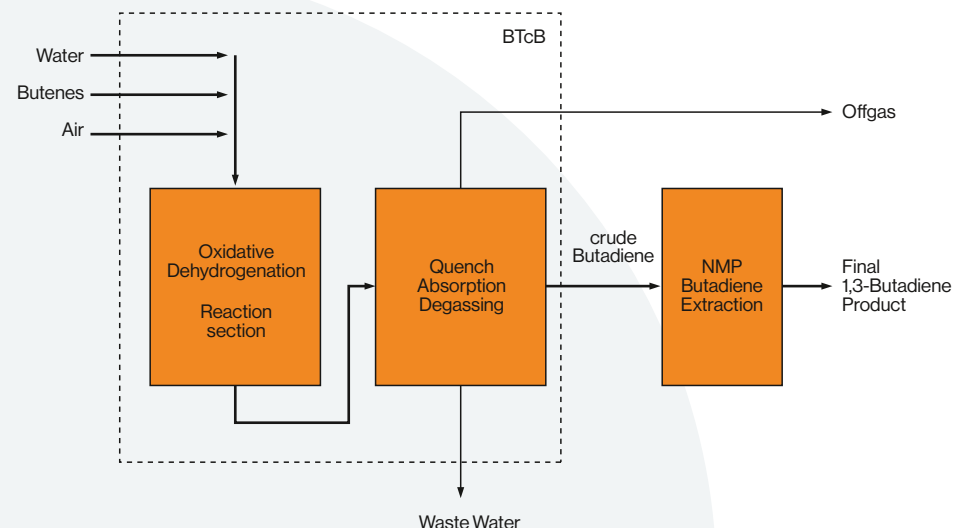 BTcB
Water
Butenes
Air
Offgas
Oxidative
Dehydrogenation
Reaction
section
Quench
Absorption
Degassing
crude
Butadiene
NMP
Butadiene
Extraction
Final
1,3-Butadiene
Product
Waste Water